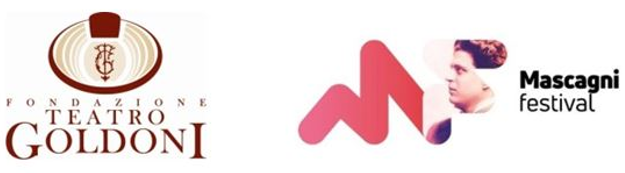 FONDAZIONE
TEATRO
GOLDONI
Mascagni
festival